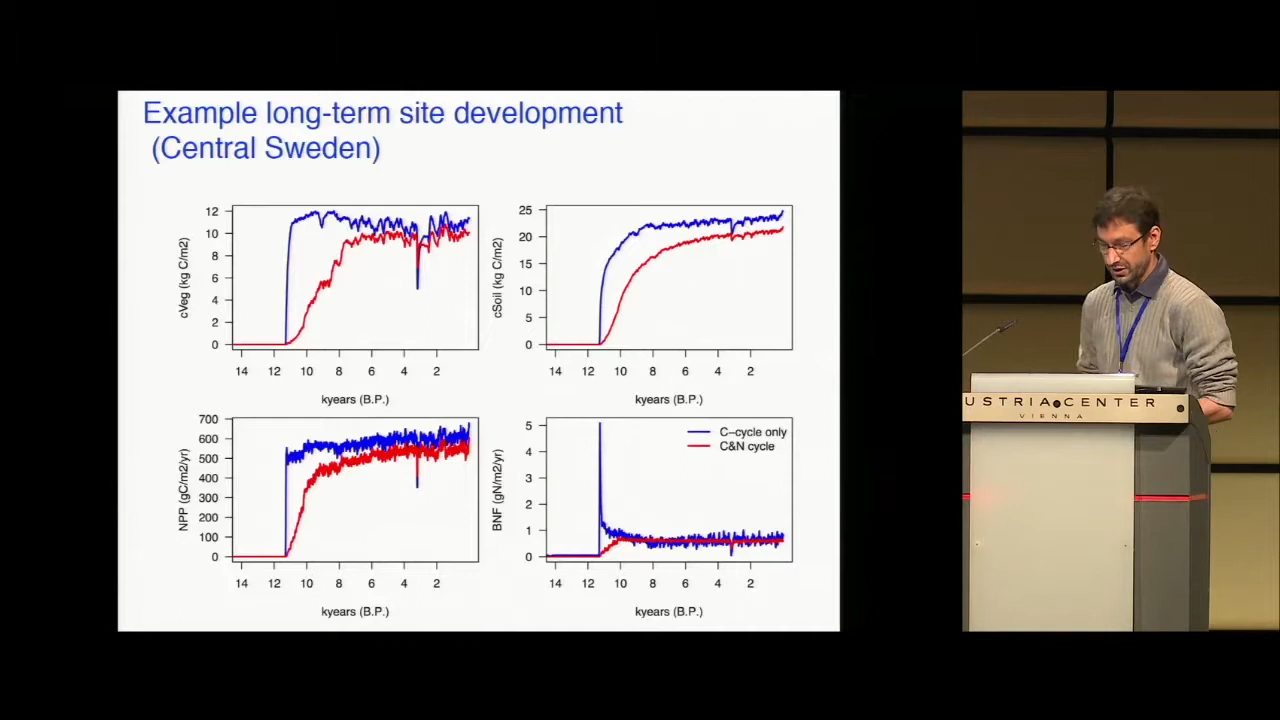 Example long-term site development
(Central Sweden)
12
10
8
6
4
2
0
cVeg (kg C/m2)
14 12 10 8 6 4 2
kyears (B.P.)
25
20
15
10
5
0
cSoil (kg C/m2)
14 12 10 8 6 4 2
kyears (B.P.)
700
600
500
400
300
200
100
0
NPP (gC/m2/yr)
14 12 10 8 6 4 2
kyears (B.P.)
5
4
3
2
1
0
BNF (gN/m2/yr)
C-cycle only
C&N cycle
14 12 10 8 6 4 2
kyears (B.P.)
USTRIA CENTER
VIENNA